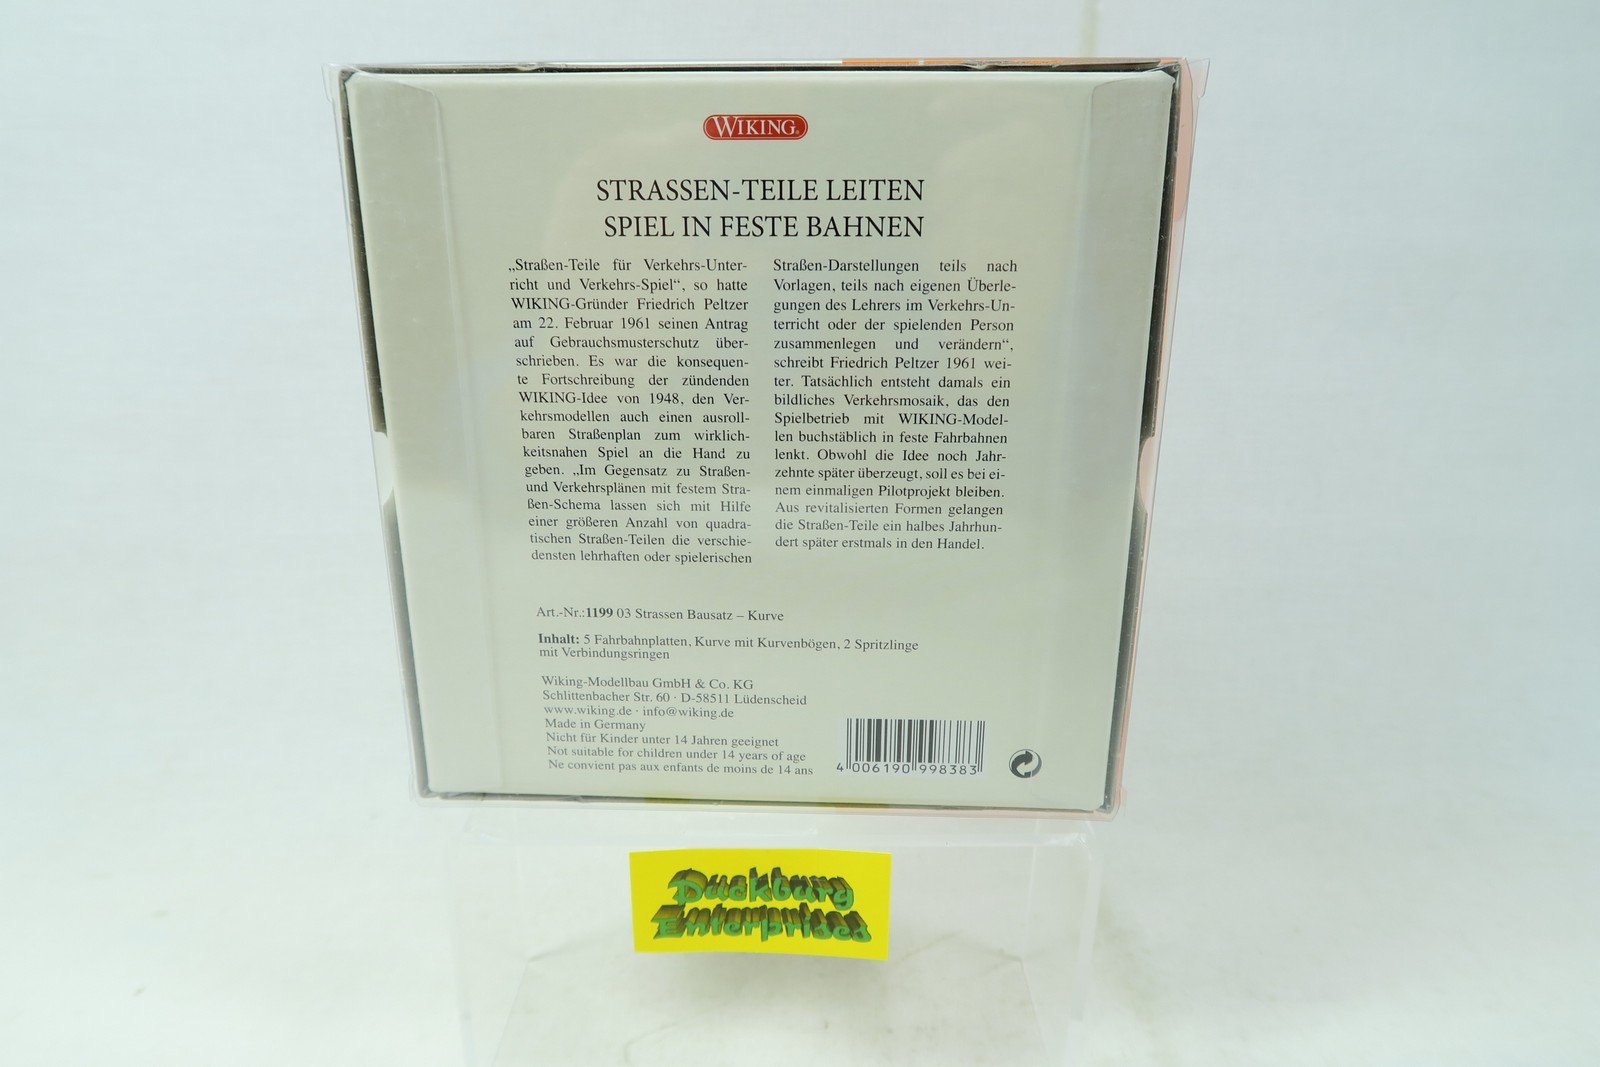 WIKING®
STRASSEN-TEILE LEITEN
SPIEL IN FESTE BAHNEN
„Straßen-Teile für Verkehrs-Unter-
richt und Verkehrs-Spiel“, so hatte
WIKING-Gründer Friedrich Peltzer
am 22. Februar 1961 seinen Antrag
auf Gebrauchsmusterschutz über-
schrieben. Es war die konsequen-
te Fortschreibung der zündenden
WIKING-Idee von 1948, den Ver-
kehrsmodellen auch einen ausroll-
baren Straßenplan zum wirklich-
keitsnahen Spiel an die Hand zu
geben. „Im Gegensatz zu Straßen-
und Verkehrsplänen mit festem Stra-
ßen-Schema lassen sich mit Hilfe
einer größeren Anzahl von quadra-
tischen Straßen-Teilen die verschie-
densten lehrhaften oder spielerischen
Straßen-Darstellungen teils nach
Vorlagen, teils nach eigenen Überle-
gungen des Lehrers im Verkehrs-Un-
terricht oder der spielenden Person
zusammenlegen und verändern“,
schreibt Friedrich Peltzer 1961 wei-
ter. Tatsächlich entsteht damals ein
bildliches Verkehrsmosaik, das den
Spielbetrieb mit WIKING-Model-
len buchstäblich in feste Fahrbahnen
lenkt. Obwohl die Idee noch Jahr-
zehnte später überzeugt, soll es bei ei-
nem einmaligen Pilotprojekt bleiben.
Aus revitalisierten Formen gelangen
die Straßen-Teile ein halbes Jahrhun-
dert später erstmals in den Handel.
Art.-Nr.:1199 03 Strassen Bausatz – Kurve
Inhalt: 5 Fahrbahnplatten, Kurve mit Kurvenbögen, 2 Spritzlinge
mit Verbindungsringen
Wiking-Modellbau GmbH & Co. KG
Schlittenbacher Str. 60 · D-58511 Lüdenscheid
www.wiking.de · info@wiking.de
Made in Germany
Nicht für Kinder unter 14 Jahren geeignet
Not suitable for children under 14 years of age
Ne convient pas aux enfants de moins de 14 ans
4 006190 998383
Duckburg
Enterprises